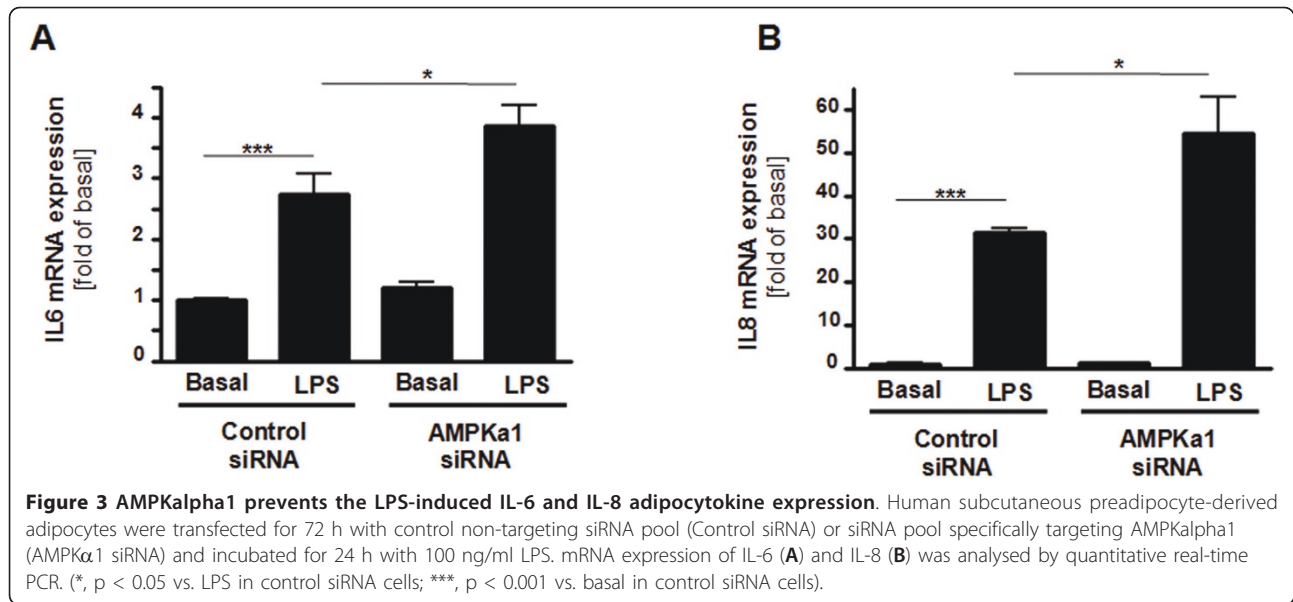 A
IL6 mRNA expression
[fold of basal]
4
3
2
1
0
***
*
Basal LPS Basal LPS
Control siRNA
AMPKa1 siRNA
B
IL8 mRNA expression
[fold of basal]
60
50
40
30
20
10
0
***
*
Basal LPS Basal LPS
Control siRNA
AMPKa1 siRNA
Figure 3 AMPKalpha1 prevents the LPS-induced IL-6 and IL-8 adipocytokine expression. Human subcutaneous preadipocyte-derived
adipocytes were transfected for 72 h with control non-targeting siRNA pool (Control siRNA) or siRNA pool specifically targeting AMPKalpha1
(AMPKα1 siRNA) and incubated for 24 h with 100 ng/ml LPS. mRNA expression of IL-6 (A) and IL-8 (B) was analysed by quantitative real-time
PCR. (*, p < 0.05 vs. LPS in control siRNA cells; ***, p < 0.001 vs. basal in control siRNA cells).